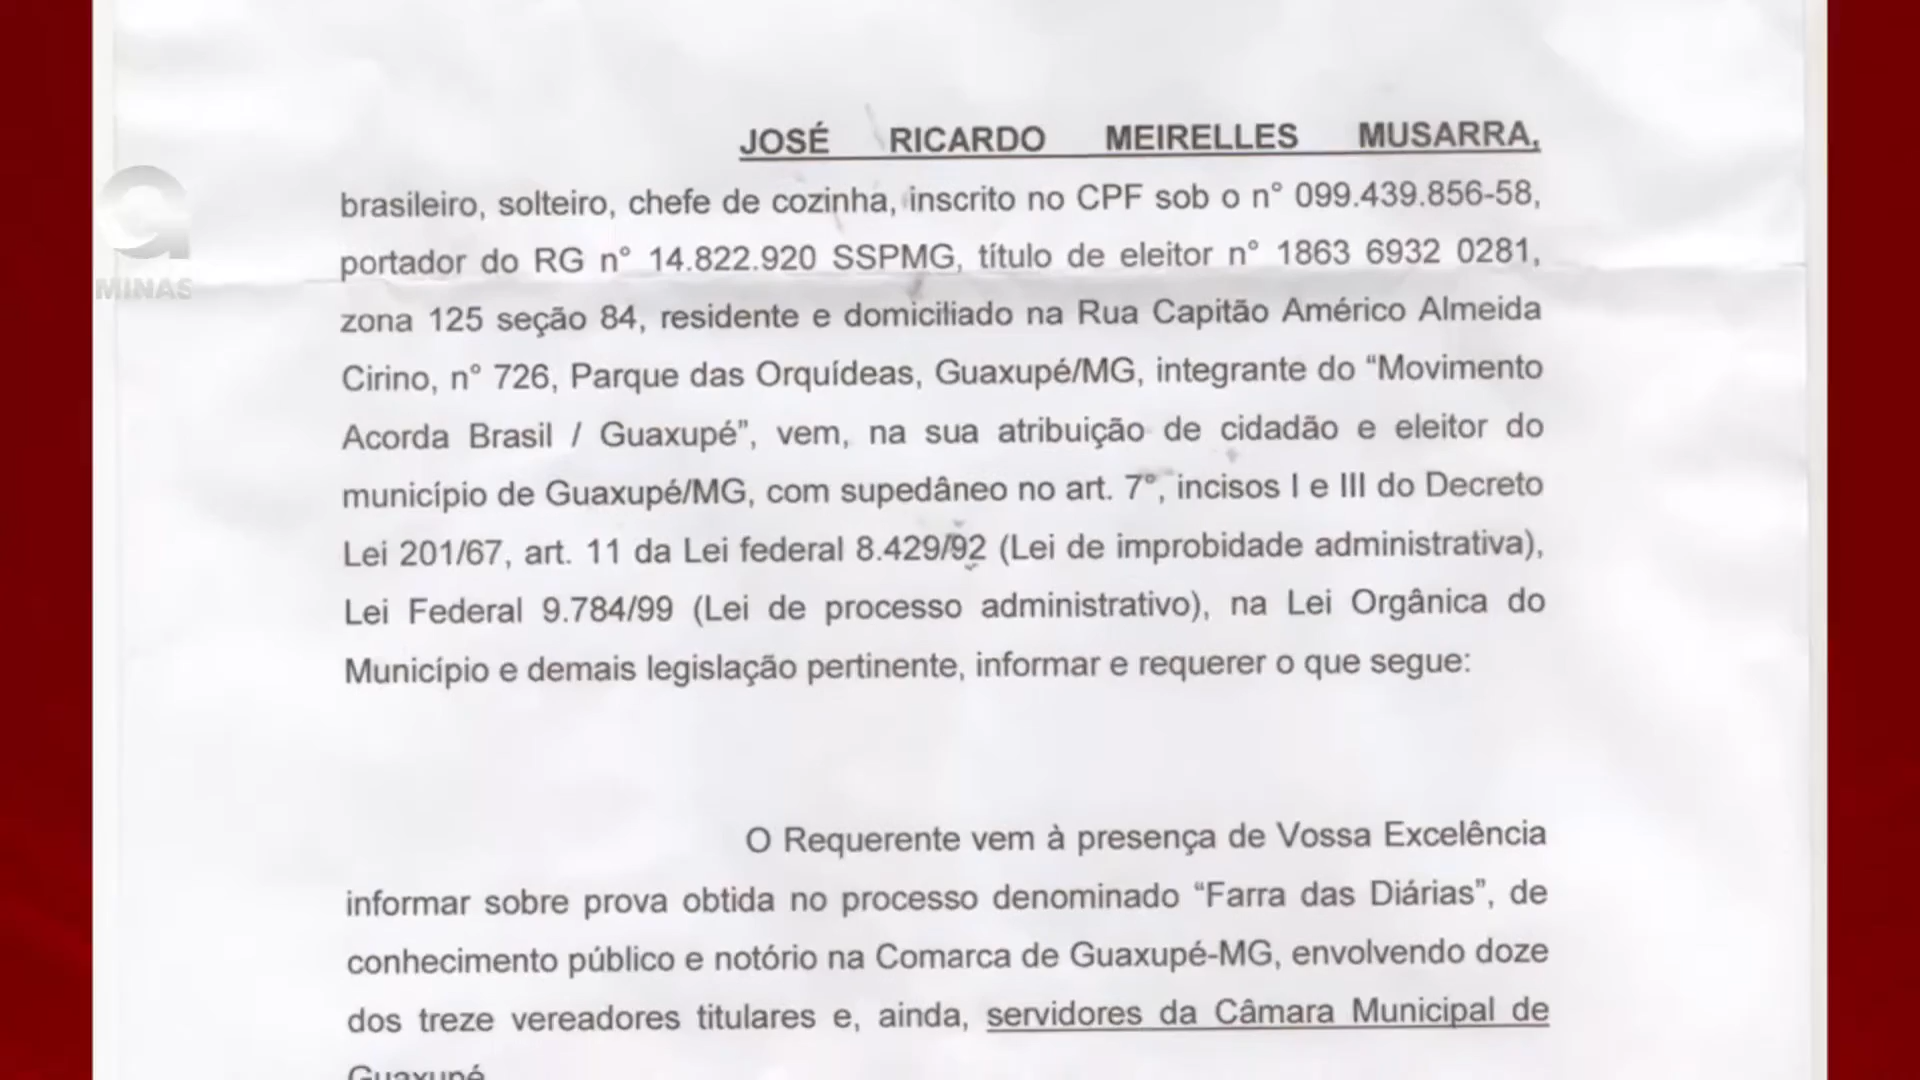 JOSÉ RICARDO MEIRELLES MUSARRA,
brasileiro, solteiro, chefe de cozinha, inscrito no CPF sob o n° 099.439.856-58,
portador do RG n° 14.822.920 SSPMG, título de eleitor n° 1863 6932 0281,
MINAS
zona 125 seção 84, residente e domiciliado na Rua Capitão Américo Almeida
Cirino, n° 726, Parque das Orquídeas, Guaxupé/MG, integrante do “Movimento
Acorda Brasil / Guaxupé”, vem, na sua atribuição de cidadão e eleitor do
município de Guaxupé/MG, com supedâneo no art. 7°, incisos I e III do Decreto
Lei 201/67, art. 11 da Lei federal 8.429/92 (Lei de improbidade administrativa),
Lei Federal 9.784/99 (Lei de processo administrativo), na Lei Orgânica do
Município e demais legislação pertinente, informar e requerer o que segue:
O Requerente vem à presença de Vossa Excelência
informar sobre prova obtida no processo denominado “Farra das Diárias”, de
conhecimento público e notório na Comarca de Guaxupé-MG, envolvendo doze
dos treze vereadores titulares e, ainda, servidores da Câmara Municipal de
Guaxupé